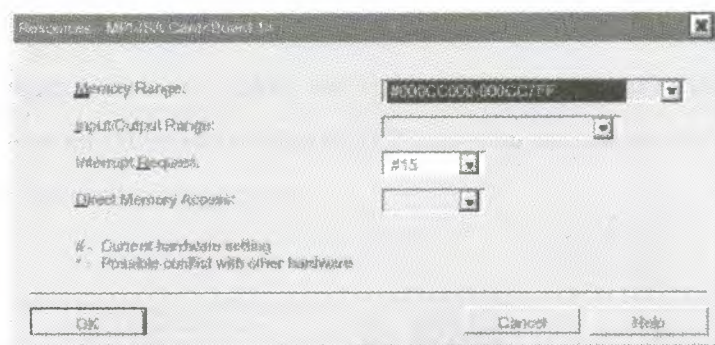 Resources - MPI-ISA Card<Board 1>
Memory Range:
#000CC000-000CC7FF
Input/Output Range:
Interrupt Request:
#15
Direct Memory Access:
# - Current hardware setting
* - Possible conflict with other hardware
OK
Cancel
Help